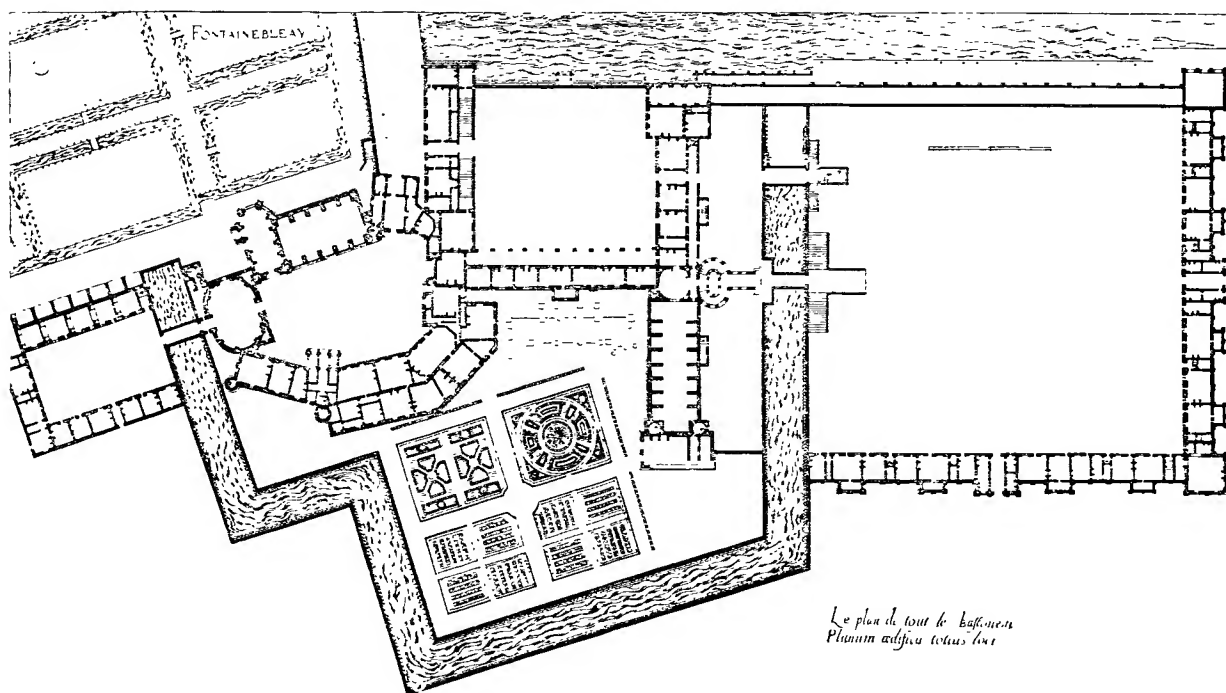 FONTAINEBLEAV
Le plan de tout le bastiment
Planum ædificii totius loci